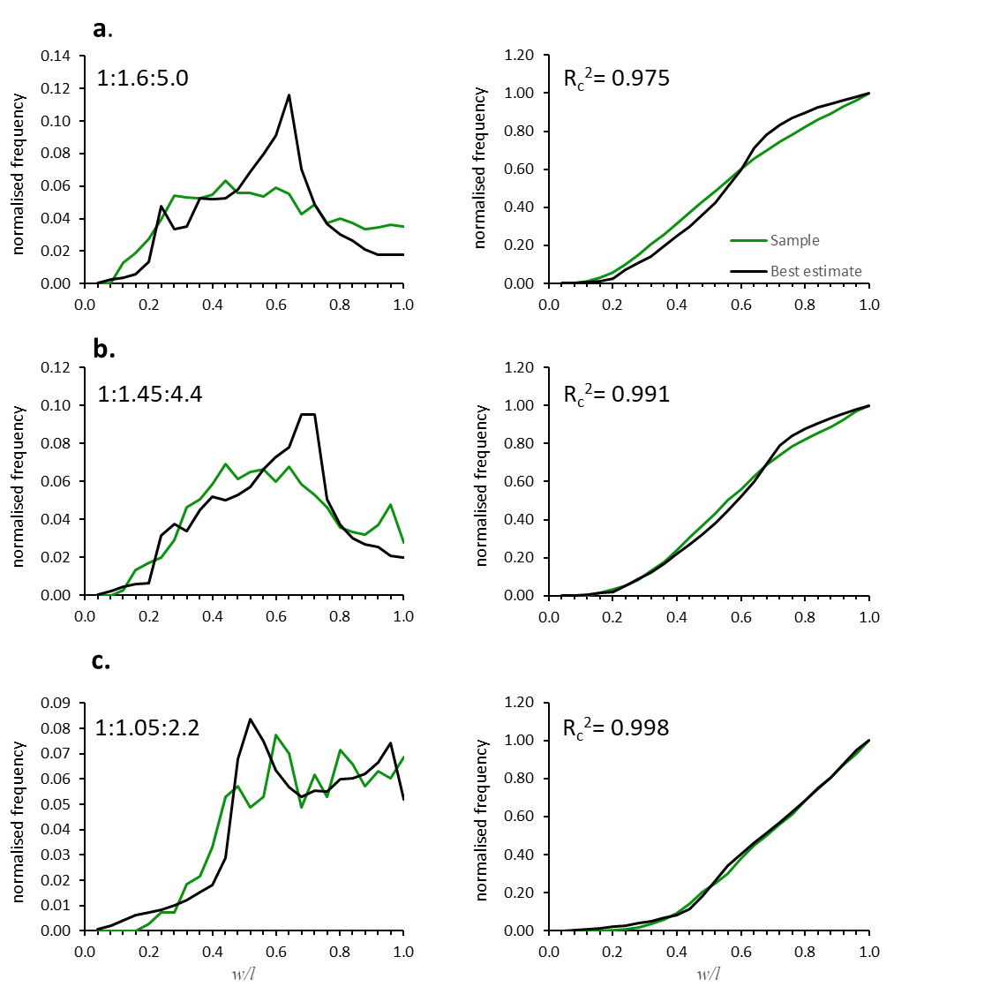 a.
1:1.6:5.0
normalised frequency
0.14
0.12
0.10
0.08
0.06
0.04
0.02
0.00
0.0 0.2 0.4 0.6 0.8 1.0
Rc2= 0.975
normalised frequency
1.20
1.00
0.80
0.60
0.40
0.20
0.00
0.0 0.2 0.4 0.6 0.8 1.0
Sample
Best estimate
b.
1:1.45:4.4
normalised frequency
0.12
0.10
0.08
0.06
0.04
0.02
0.00
0.0 0.2 0.4 0.6 0.8 1.0
Rc2= 0.991
normalised frequency
1.20
1.00
0.80
0.60
0.40
0.20
0.00
0.0 0.2 0.4 0.6 0.8 1.0
c.
1:1.05:2.2
normalised frequency
0.09
0.08
0.07
0.06
0.05
0.04
0.03
0.02
0.01
0.00
0.0 0.2 0.4 0.6 0.8 1.0
w/l
Rc2= 0.998
normalised frequency
1.20
1.00
0.80
0.60
0.40
0.20
0.00
0.0 0.2 0.4 0.6 0.8 1.0
w/l